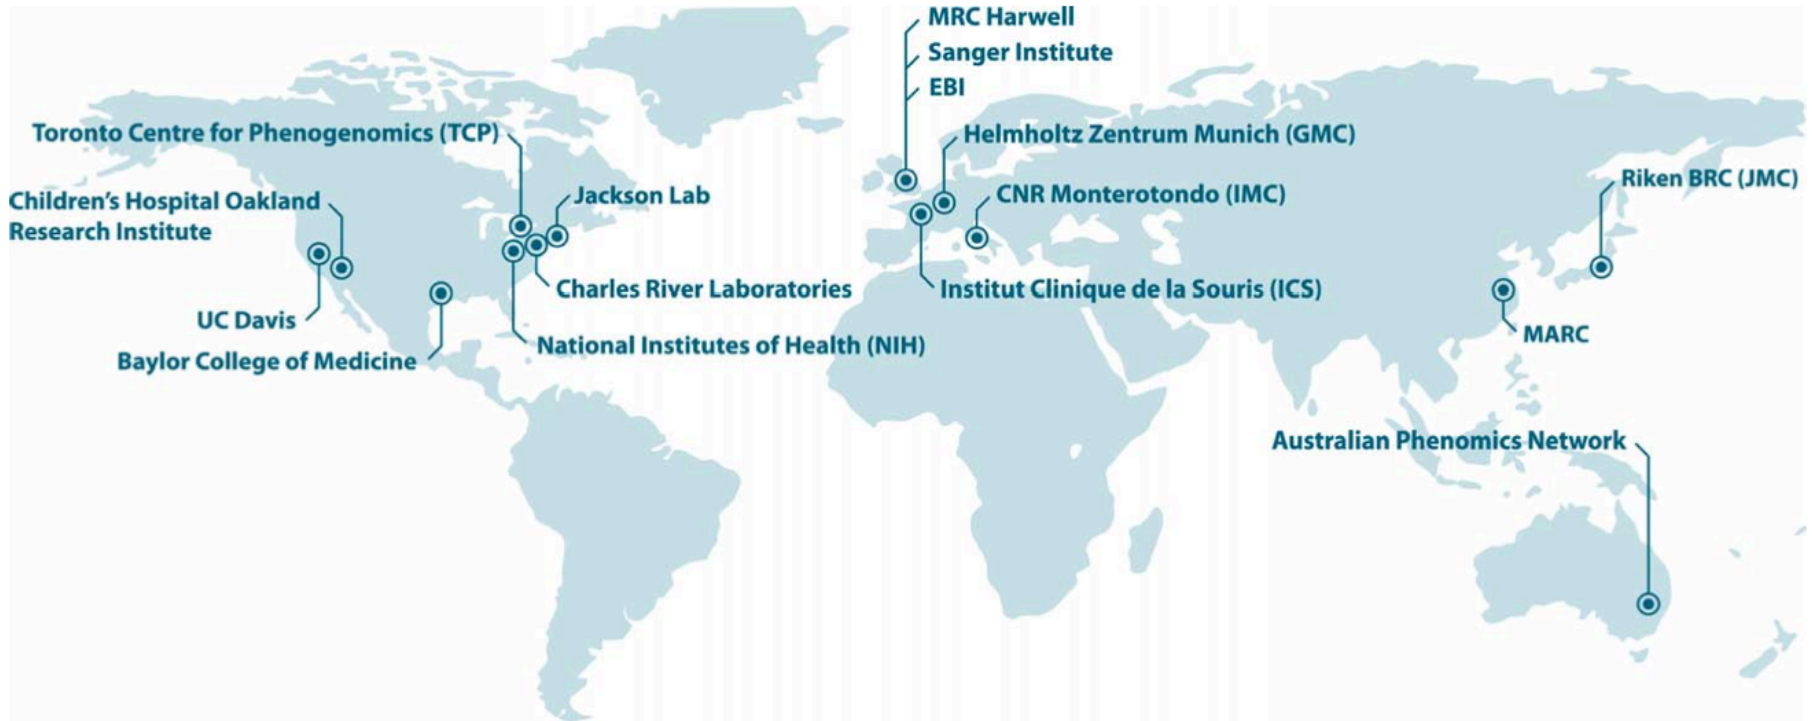 MRC Harwell
Sanger Institute
EBI
Toronto Centre for Phenogenomics (TCP)
Helmholtz Zentrum Munich (GMC)
Children's Hospital Oakland
Research Institute
Jackson Lab
CNR Monterotondo (IMC)
Riken BRC (JMC)
UC Davis
Charles River Laboratories
Institut Clinique de la Souris (ICS)
Baylor College of Medicine
National Institutes of Health (NIH)
MARC
Australian Phenomics Network